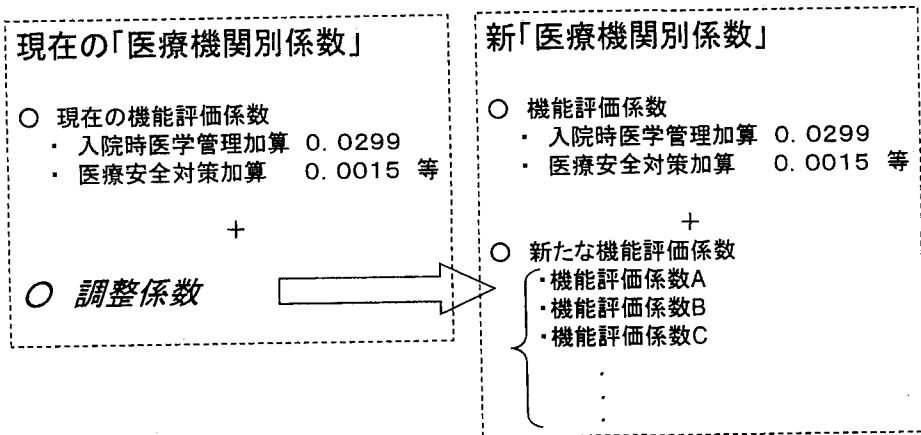 現在の「医療機関別係数」
○ 現在の機能評価係数
・ 入院時医学管理加算 0.0299
・ 医療安全対策加算 0.0015 等
+
○ 調整係数
新「医療機関別係数」
○ 機能評価係数
・ 入院時医学管理加算 0.0299
・ 医療安全対策加算 0.0015 等
+
○ 新たな機能評価係数
・機能評価係数A
・機能評価係数B
・機能評価係数C
・
・
・